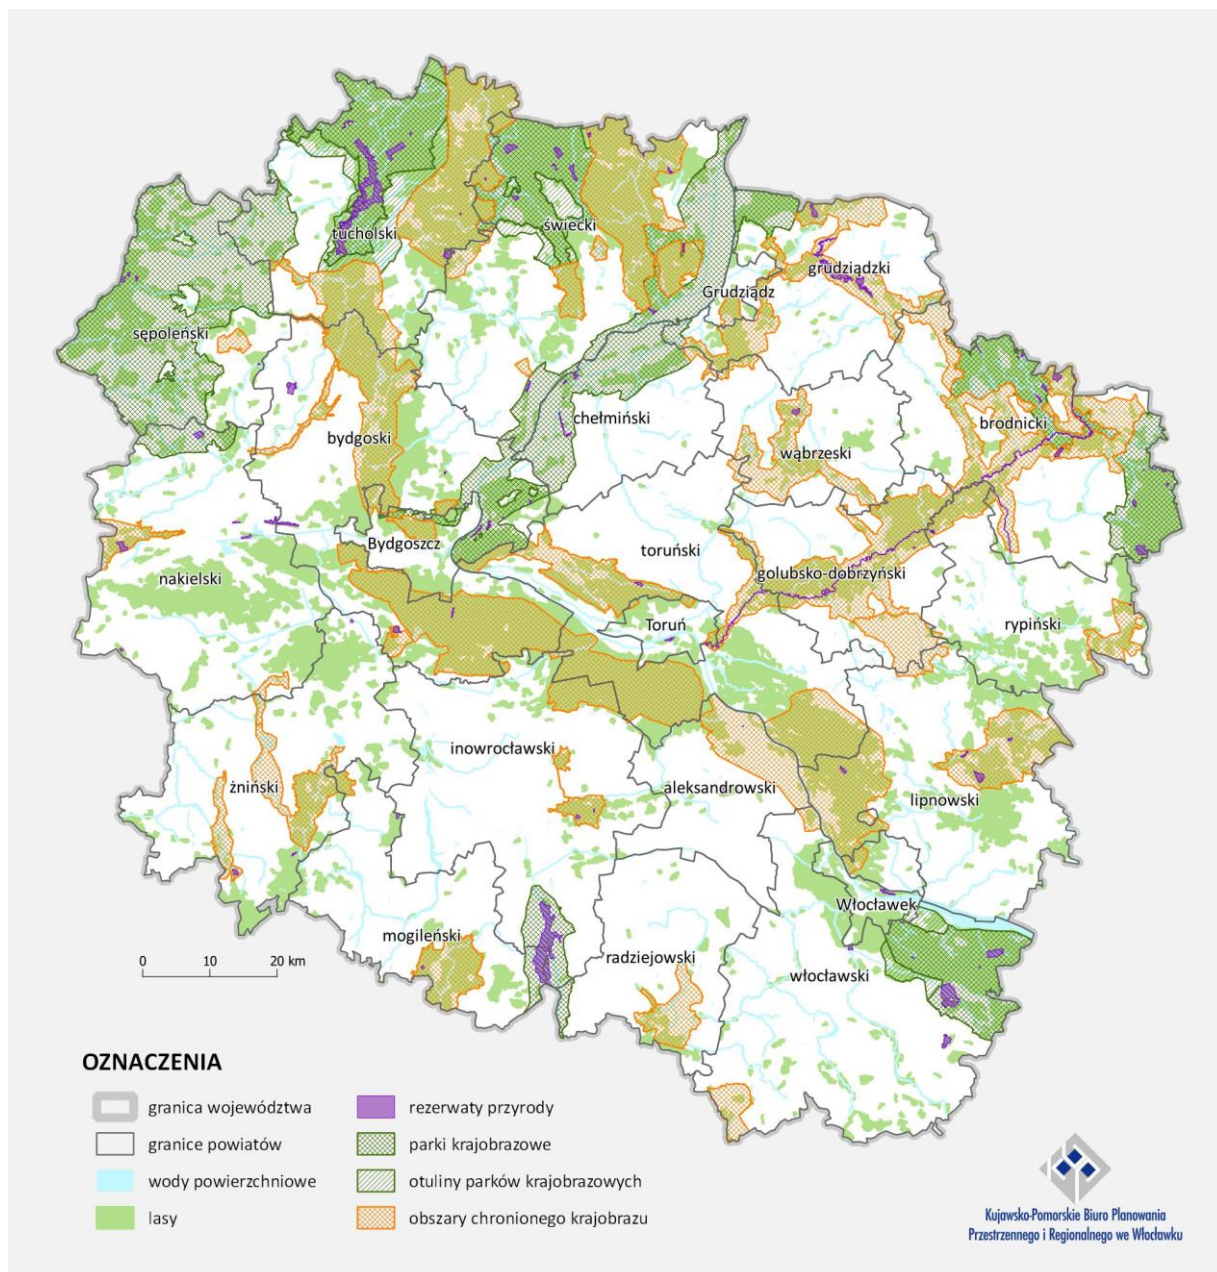 tucholski
świecki
grudziądzki
Grudziądz
sępoleński
chełmiński
brodnicki
bydgoski
wąbrzeski
Bydgoszcz
toruński
nakielski
golubsko-dobrzyński
Toruń
rypiński
inowrocławski
żniński
aleksandrowski
lipnowski
Włocławek
mogileński
radziejowski
włocławski
0 10 20 km
OZNACZENIA
granica województwa
granice powiatów
wody powierzchniowe
lasy
rezerwaty przyrody
parki krajobrazowe
otuliny parków krajobrazowych
obszary chronionego krajobrazu
Kujawsko-Pomorskie Biuro Planowania
Przestrzennego i Regionalnego we Włocławku